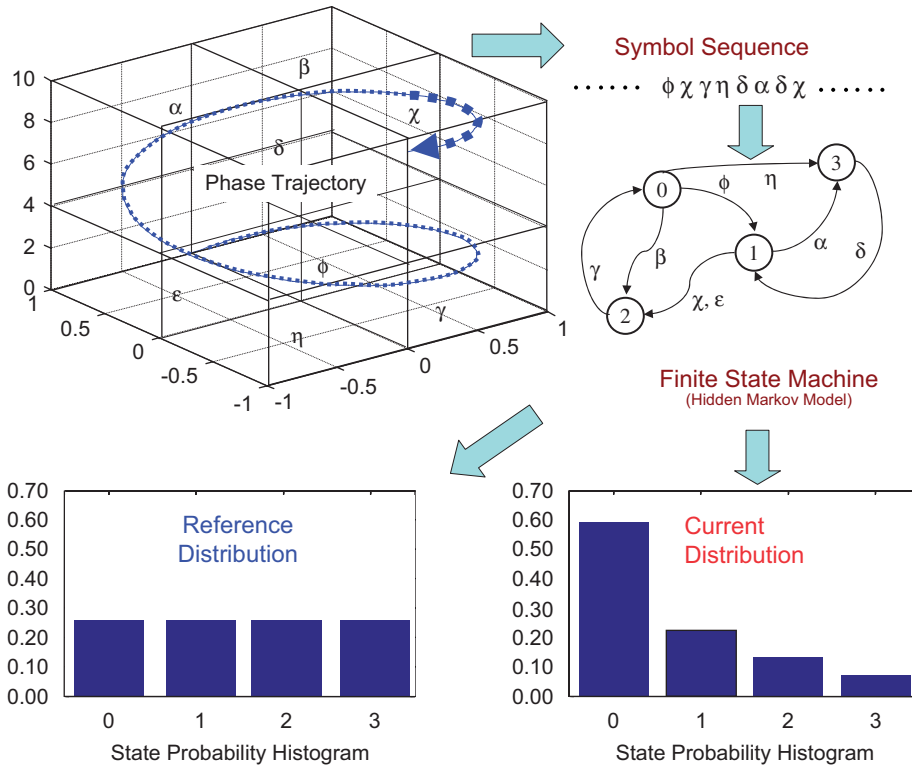 10
8
6
4
2
0
1
0.5
0
-0.5
-1
-1
-0.5
0
0.5
1
α
β
χ
δ
Phase Trajectory
φ
ε
η
γ
Symbol Sequence
...... φ χ γ η δ α δ χ ......
0
3
1
2
η
φ
α
δ
β
γ
χ, ε
Finite State Machine
(Hidden Markov Model)
0.70
0.60
0.50
0.40
0.30
0.20
0.10
0.00
Reference
Distribution
0 1 2 3
State Probability Histogram
0.70
0.60
0.50
0.40
0.30
0.20
0.10
0.00
Current
Distribution
0 1 2 3
State Probability Histogram